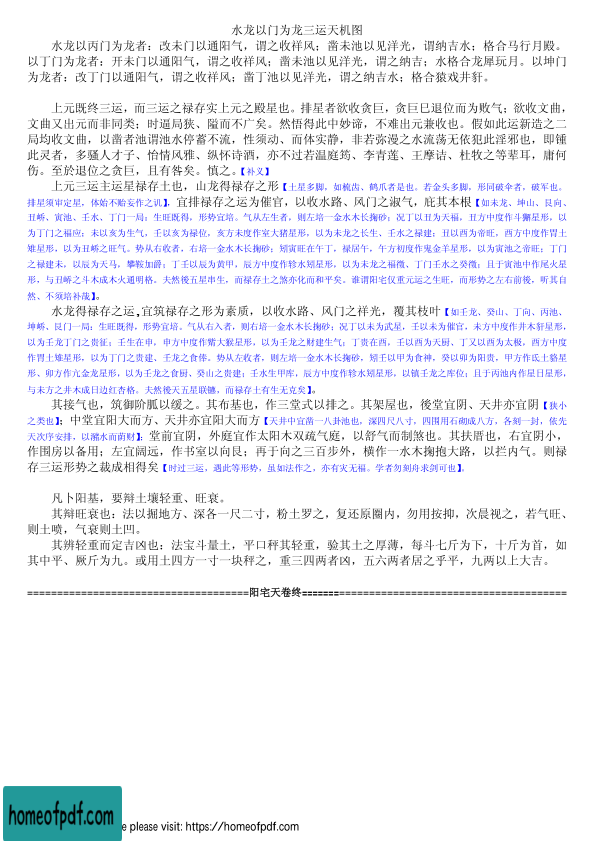 水龙以门为龙三运天机图
水龙以丙门为龙者：改未门以通阳气，谓之收祥风；凿未池以见洋光，谓纳吉水；格合马行月殿。
以丁门为龙者：开未门以通阳气，谓之收祥风；凿未池以见洋光，谓之纳吉；水格合龙犀玩月。以坤门
为龙者：改丁门以通阳气，谓之收祥风；凿丁池以见洋光，谓之纳吉水；格合猿戏井豻。
上元既终三运，而三运之禄存实上元之殿星也。排星者欲收贪巨，贪巨巳退位而为败气；欲收文曲，
文曲又出元而非同类；时逼局狭、隘而不广矣。然悟得此中妙谛，不难出元兼收也。假如此运新造之二
局均收文曲，以凿者池谓池水停蓄不流，性须动、而体实静，非若弥漫之水流荡无依犯此淫邪也，即锺
此灵者，多骚人才子、怡情风雅、纵怀诗酒，亦不过若温庭筠、李青莲、王摩诘、杜牧之等辈耳，庸何
伤。至於退位之贪巨，且有咎矣。慎之。【补义】
上元三运主运星禄存土也，山龙得禄存之形【土星多脚，如梳齿、鹤爪者是也。若金头多脚，形同破伞者，破军也。
排星须审定星，体始不贻妄作之讥】，宜排禄存之运为催官，以收水路、风门之淑气，庇其本根【如未龙、坤山、艮向、
丑峤、寅池、壬水、丁门一局；生旺既得，形势宜培。气从左生者，则左培一金水木长掬砂；况丁以丑为天福，丑方中度作斗獬星形，以
为丁门之福应；未以亥为生气，壬以亥为禄位，亥方未度作室大猪星形，以为未龙之长生、壬水之禄建；丑以酉为帝旺，酉方中度作胃土
雉星形，以为丑峤之旺气。势从右收者，右培一金水木长掬砂；矧寅旺在午丁，禄居午，午方初度作鬼金羊星形，以为寅池之帝旺；丁门
之禄建未，以辰为天马，攀鞍加爵；丁壬以辰为黄甲，辰方中度作轸水矧星形，以为未龙之福徵、丁门壬水之癸徵；且于寅池中作尾火星
形，与丑峤之斗木成木火通明格，夫然後五星串生，而禄存土之煞亦化而和平矣。谁谓阳宅仅重元运之生旺，而形势之左右前後，听其自
然、不须培补哉】。
水龙得禄存之运,宜筑禄存之形为素质，以收水路、风门之祥光，覆其枝叶【如壬龙、癸山、丁向、丙池、
坤峤、艮门一局；生旺既得，形势宜培。气从右入者，则右培一金水木长掬砂；况丁以未为武星，壬以未为催官，未方中度作井木豻星形，
以为壬龙丁门之贵征；壬生在申，申方中度作觜火猴星形，以为壬龙之财建生气；丁贵在酉，壬以酉为天厨、丁又以酉为太极，酉方中度
作胃土雉星形，以为丁门之贵建、壬龙之食俸。势从左收者，则左培一金水木长掬砂，矧壬以甲为食神，癸以卯为阳贵，甲方作氐土貉星
形、卯方作亢金龙星形，以为壬龙之食厨、癸山之贵建；壬水生甲库，辰方中度作轸水矧星形，以镇壬龙之库位；且于丙池内作星日星形，
与未方之井木成日边红杏格。夫然後天五星联镳，而禄存土有生无克矣】。
其接气也，筑御阶胝以缓之。其布基也，作三堂式以排之。其架屋也，後堂宜阴、天井亦宜阴【狭小
之类也】；中堂宜阳大而方、天井亦宜阳大而方【天井中宜凿一八卦池也，深四尺八寸，四围用石砌成八方，各刻一封，依先
天次序安排，以潴水而荫财】；堂前宜阴，外庭宜作太阳木双疏气庭，以舒气而制煞也。其扶厝也，右宜阴小，
作围房以备用；左宜阔远，作书室以向艮；再于向之三百步外，横作一水木掬抱大路，以拦内气。则禄
存三运形势之裁成相得矣【时过三运，遇此等形势，虽如法作之，亦有灾无福。学者勿刻舟求剑可也】。
凡卜阳基，要辩土壤轻重、旺衰。
其辩旺衰也：法以掘地方、深各一尺二寸，粉土罗之，复还原圈内，勿用按抑，次晨视之，若气旺、
则土喷，气衰则土凹。
其辨轻重而定吉凶也：法宝斗量土，平口秤其轻重，验其土之厚薄，每斗七斤为下，十斤为首，如
其中平、厥斤为九。或用土四方一寸一块秤之，重三四两者凶，五六两者居之乎平，九两以上大吉。
=====================================阳宅天卷终============================================
homeofpdf.com
e please visit: https://homeofpdf.com